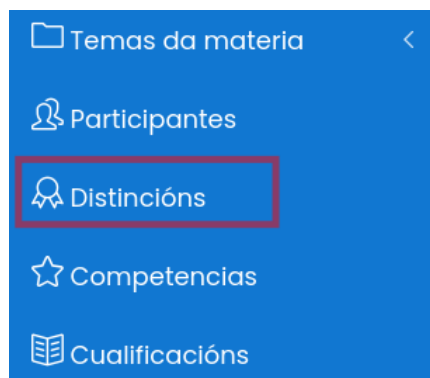 Temas da materia
Participantes
Distincións
Competencias
Cualificacións